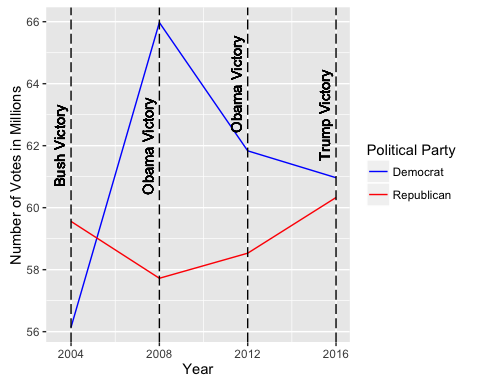 Number of Votes in Millions
66
64
62
60
58
56
Bush Victory
Obama Victory
Obama Victory
Trump Victory
2004
2008
2012
2016
Year
Political Party
Democrat
Republican